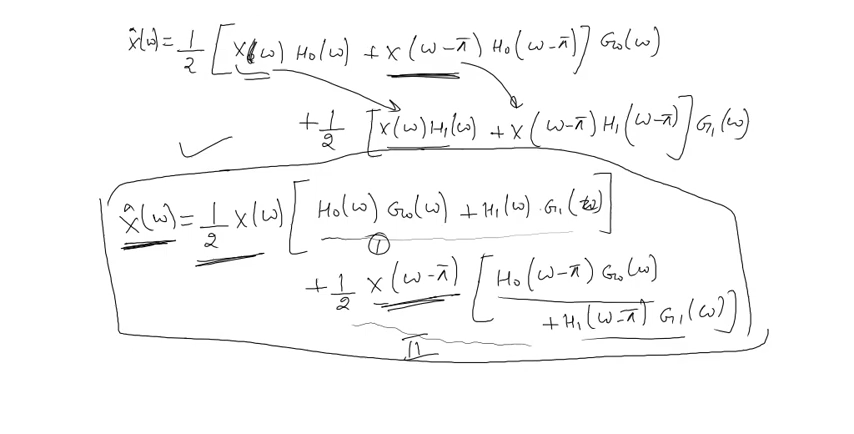 X̂(ω) = 1/2 [X(ω) H₀(ω) + X(ω-π) H₀(ω-π)] G₀(ω)
+ 1/2 [X(ω)H₁(ω) + X(ω-π) H₁(ω-π)] G₁(ω)
X̂(ω) = 1/2 X(ω) [H₀(ω) G₀(ω) + H₁(ω) · G₁(ω)]
I
+ 1/2 X(ω-π) [H₀(ω-π) G₀(ω)
+ H₁(ω-π) G₁(ω)]
II